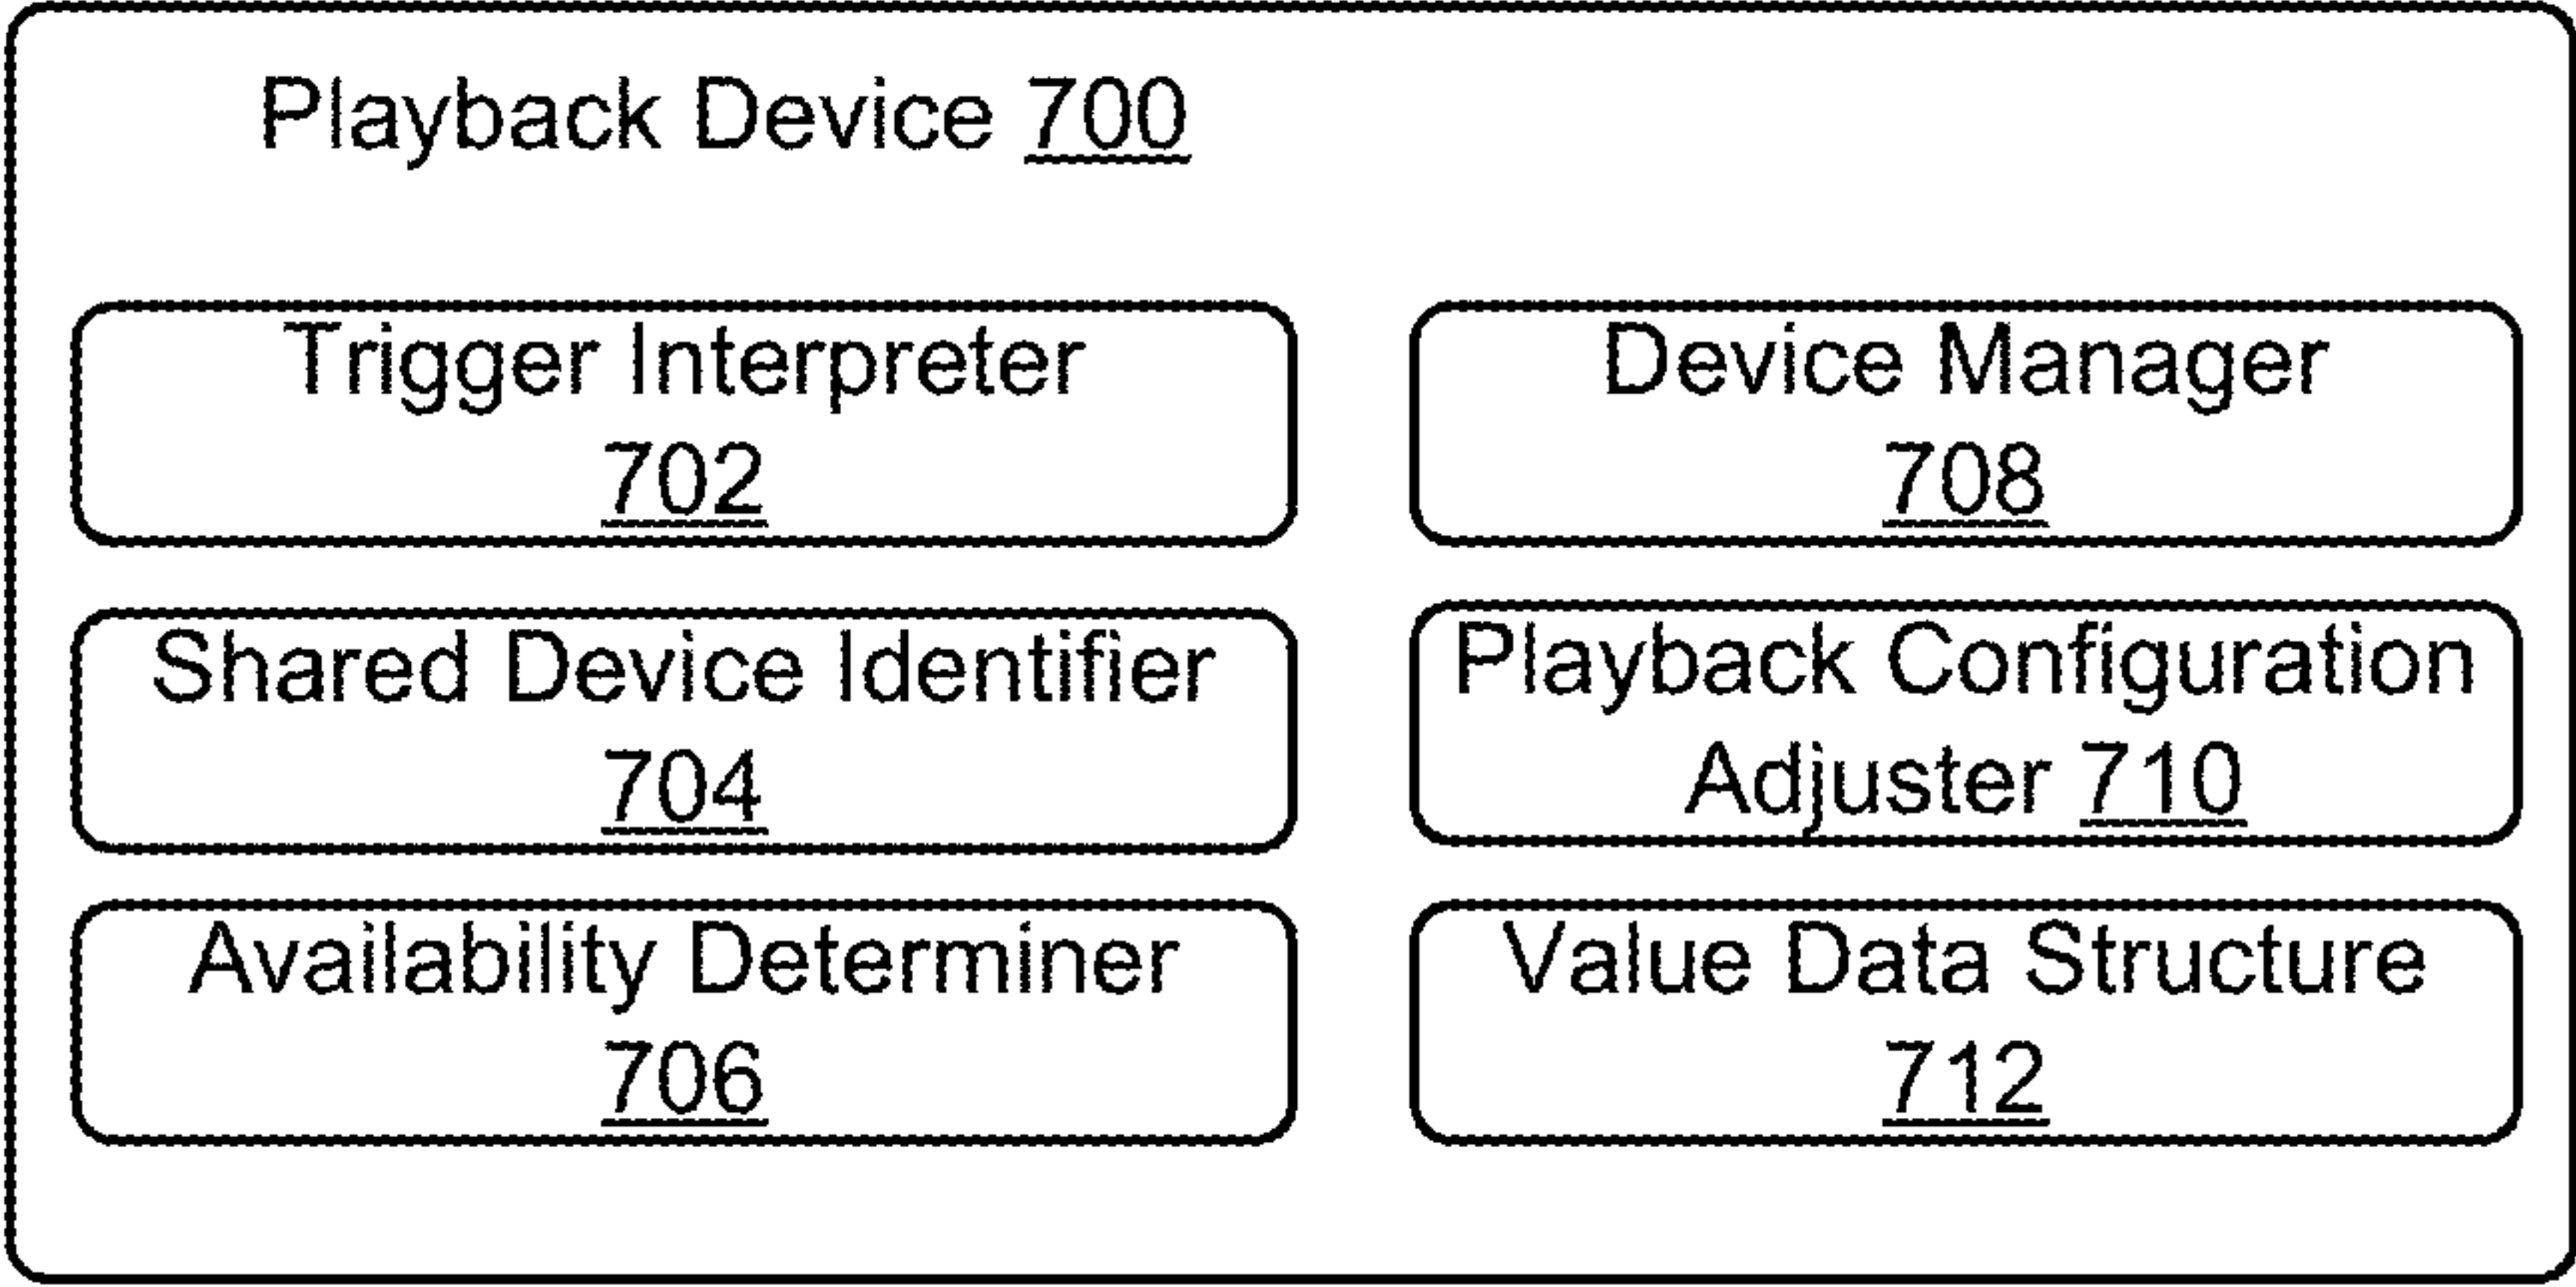 Playback Device 700
Trigger Interpreter
702
Shared Device Identifier
704
Availability Determiner
706
Device Manager
708
Playback Configuration
Adjuster 710
Value Data Structure
712